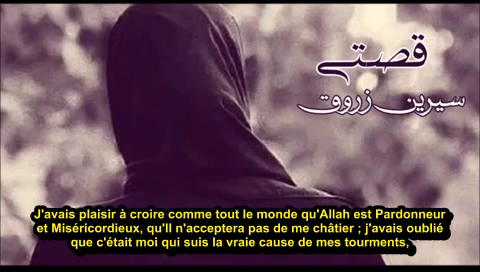 قصتي
سيرين زروق
J'avais plaisir à croire comme tout le monde qu'Allah est Pardonneur
et Miséricordieux, qu'Il n'acceptera pas de me châtier ; j'avais oublié
que c'était moi qui suis la vraie cause de mes tourments,